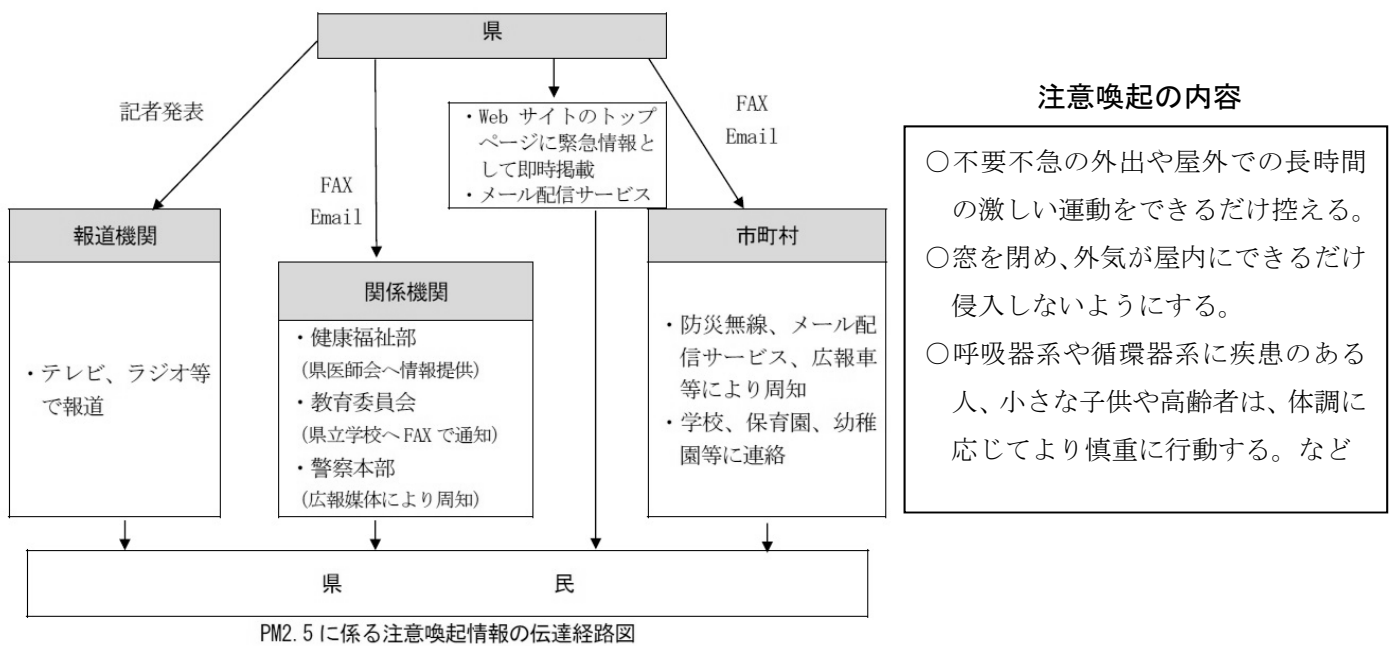 県
記者発表
FAX
Email
・Web サイトのトップ
ページに緊急情報と
して即時掲載
・メール配信サービス
FAX
Email
報道機関
・テレビ、ラジオ等
で報道
関係機関
・健康福祉部
(県医師会へ情報提供)
・教育委員会
(県立学校へ FAX で通知)
・警察本部
(広報媒体により周知)
市町村
・防災無線、メール配
信サービス、広報車
等により周知
・学校、保育園、幼稚
園等に連絡
県　　　民
PM2.5 に係る注意喚起情報の伝達経路図
注意喚起の内容
○不要不急の外出や屋外での長時間
の激しい運動をできるだけ控える。
○窓を閉め、外気が屋内にできるだけ
侵入しないようにする。
○呼吸器系や循環器系に疾患のある
人、小さな子供や高齢者は、体調に
応じてより慎重に行動する。など